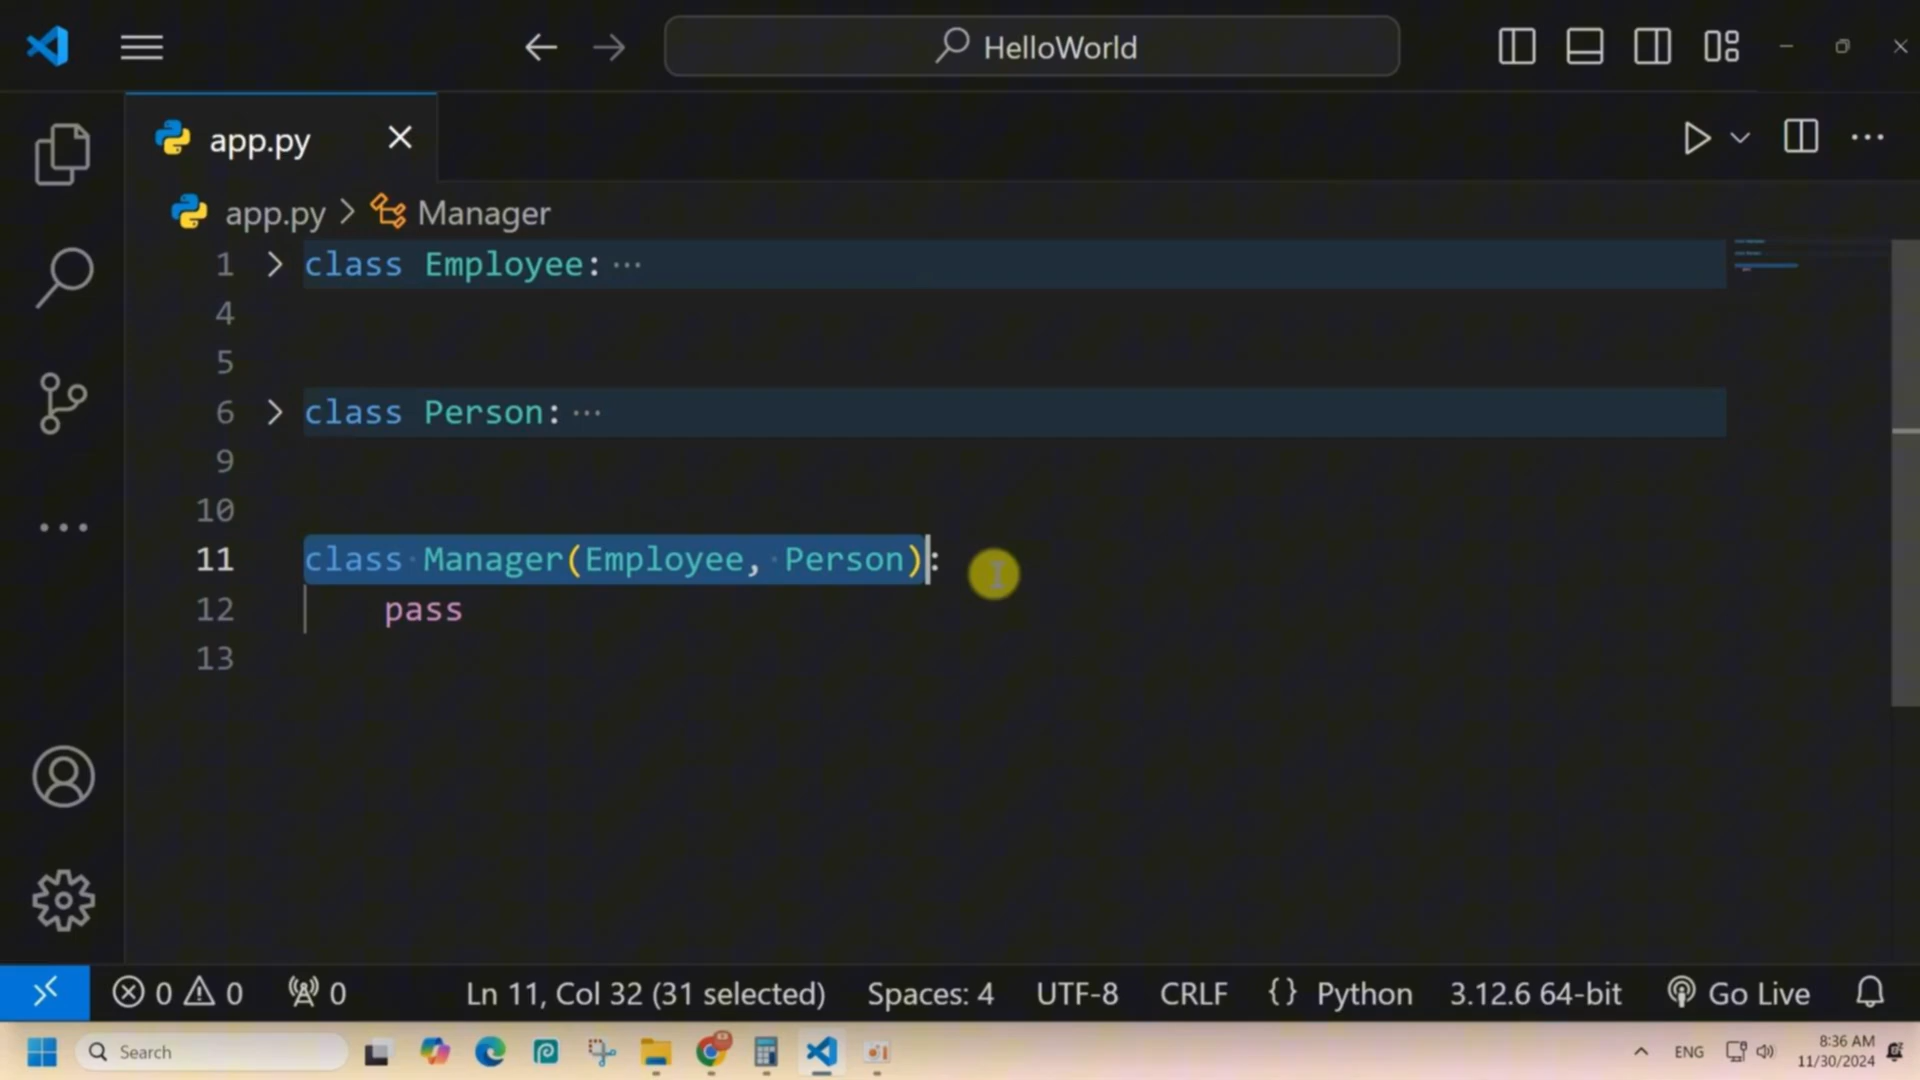 HelloWorld
app.py
app.py > Manager
1 class Employee: ···
4
5
6 class Person: ···
9
10
11 class Manager(Employee, Person):
12 pass
13
0 0 0 Ln 11, Col 32 (31 selected) Spaces: 4 UTF-8 CRLF {} Python 3.12.6 64-bit Go Live
Search ENG 8:36 AM
11/30/2024